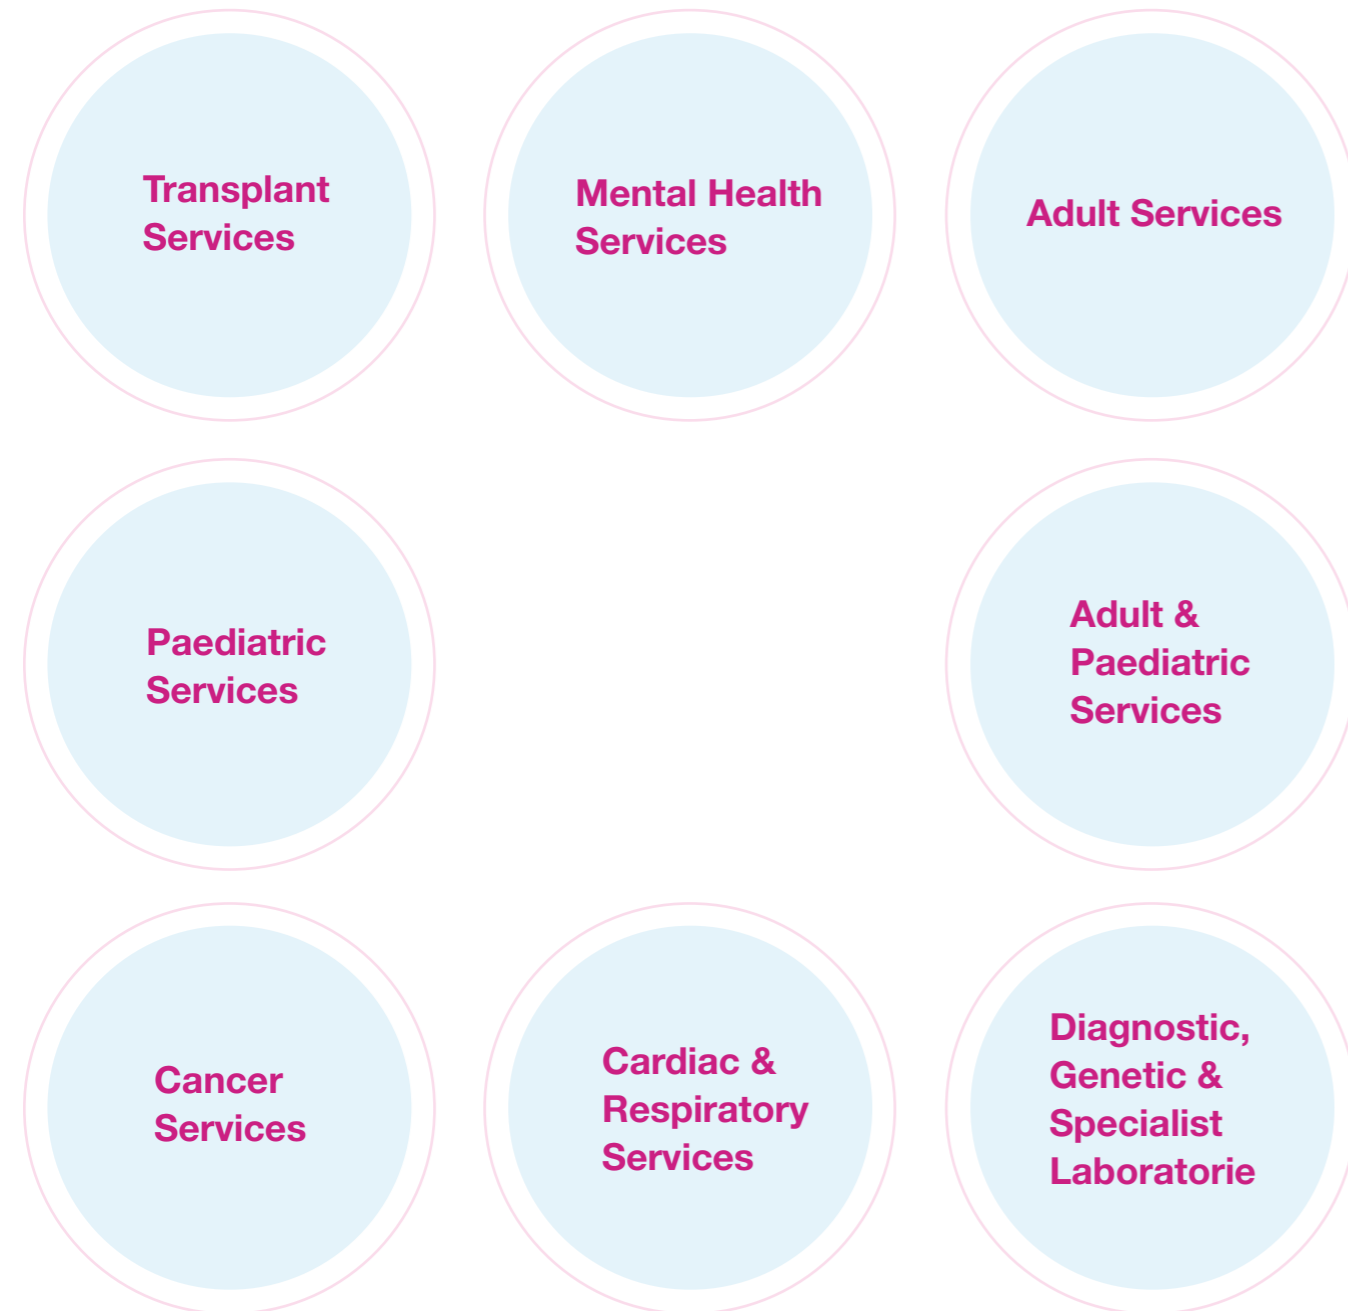 Transplant
Services
Mental Health
Services
Adult Services
Paediatric
Services
Adult &
Paediatric
Services
Cancer
Services
Cardiac &
Respiratory
Services
Diagnostic,
Genetic &
Specialist
Laboratorie